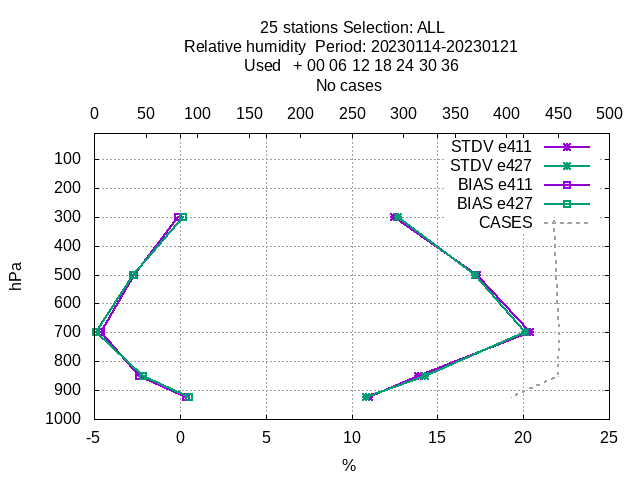 25 stations Selection: ALL
Relative humidity  Period: 20230114-20230121
Used   + 00 06 12 18 24 30 36
No cases
0 50 100 150 200 250 300 350 400 450 500
STDV e411
STDV e427
BIAS e411
BIAS e427
CASES
hPa
100
200
300
400
500
600
700
800
900
1000
-5 0 5 10 15 20 25
%